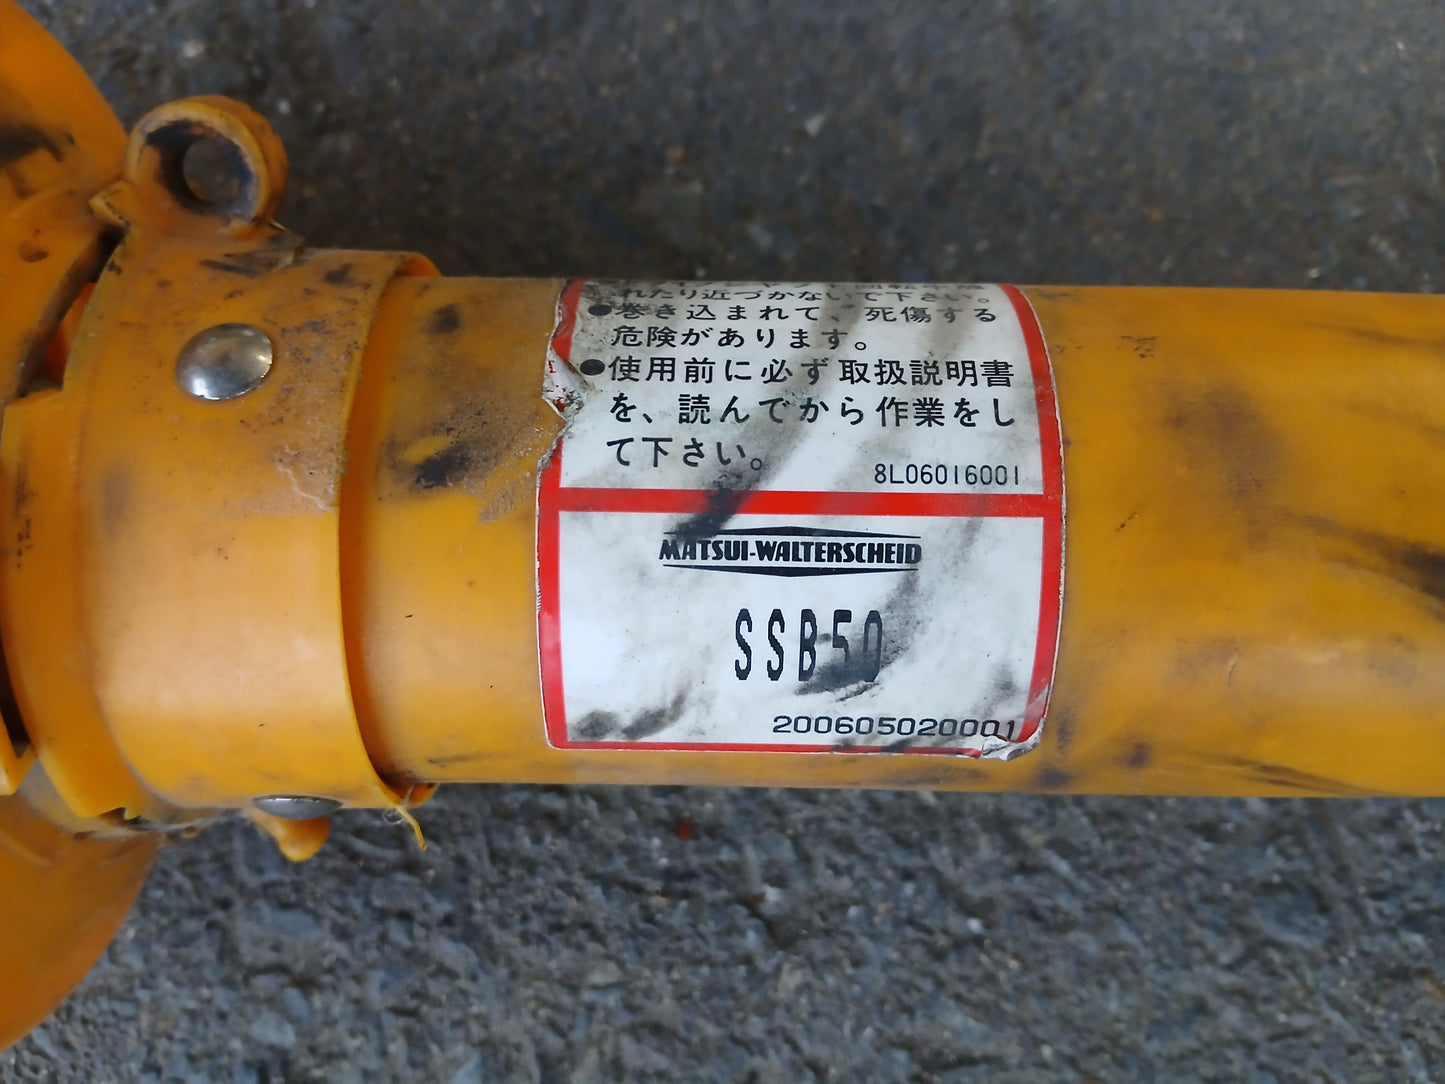 れたり近づかないで下さい。
●巻き込まれて、死傷する
危険があります。
●使用前に必ず取扱説明書
を、読んでから作業をし
て下さい。
8L06016001
MATSUI-WALTERSCHEID
SSB50
200605020001